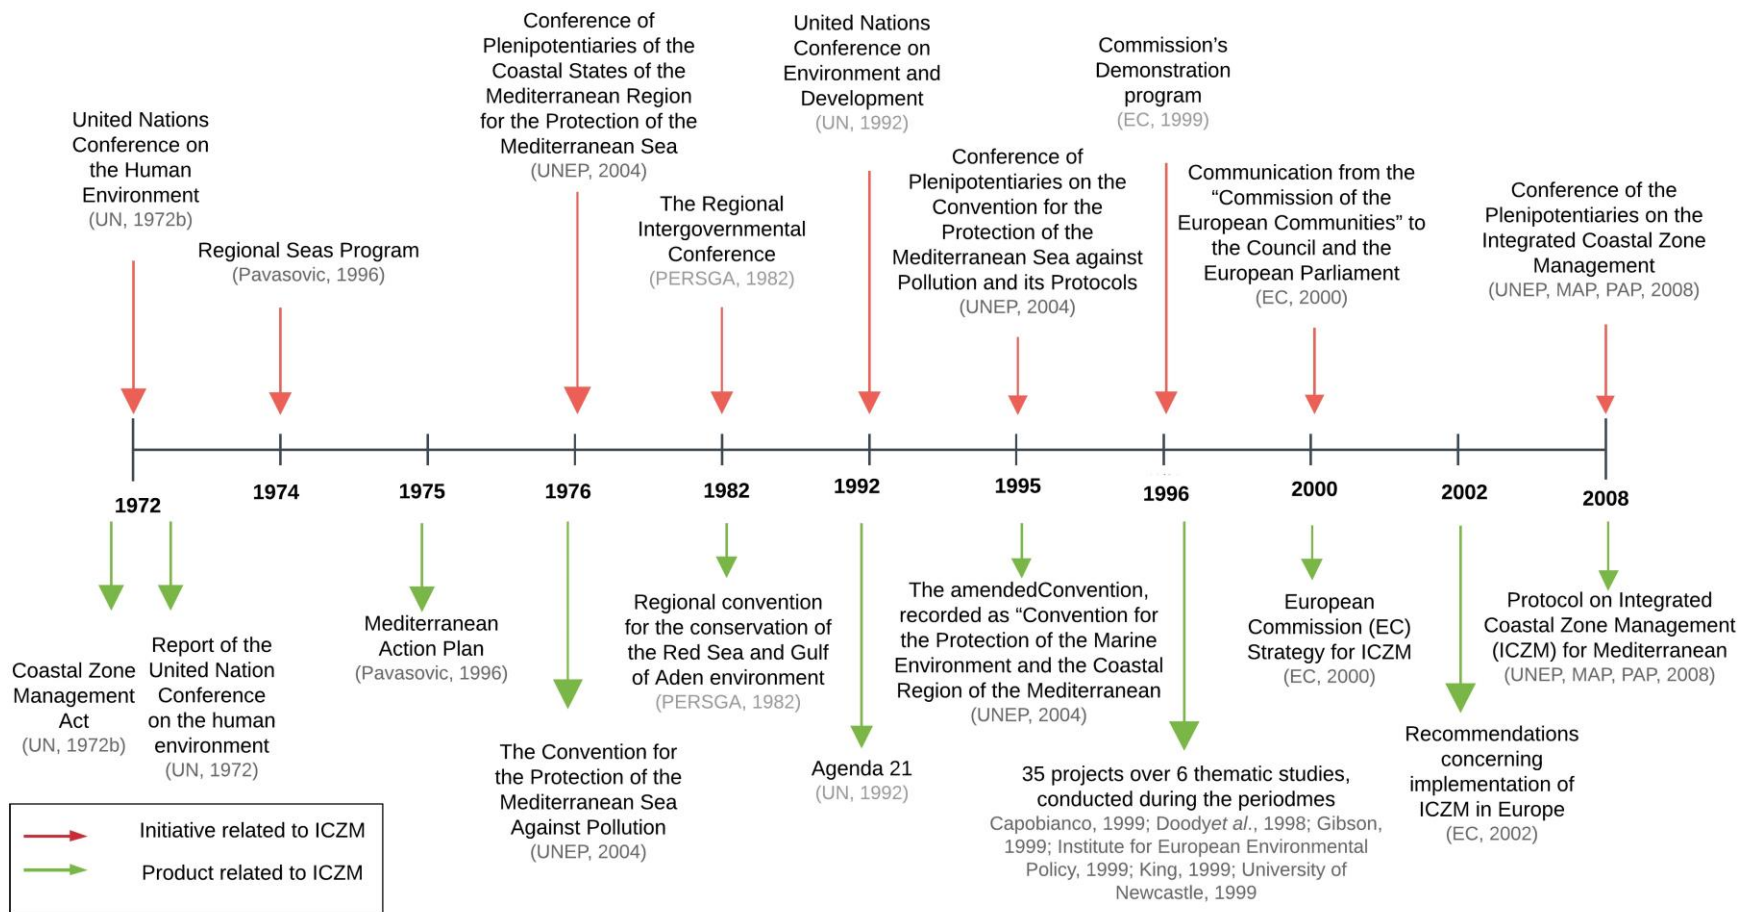 United Nations
Conference on
the Human
Environment
(UN, 1972b)
Regional Seas Program
(Pavasovic, 1996)
Conference of
Plenipotentiaries of the
Coastal States of the
Mediterranean Region
for the Protection of the
Mediterranean Sea
(UNEP, 2004)
The Regional
Intergovernmental
Conference
(PERSGA, 1982)
United Nations
Conference on
Environment and
Development
(UN, 1992)
Conference of
Plenipotentiaries on the
Convention for the
Protection of the
Mediterranean Sea against
Pollution and its Protocols
(UNEP, 2004)
Commission's
Demonstration
program
(EC, 1999)
Communication from the
“Commission of the
European Communities” to
the Council and the
European Parliament
(EC, 2000)
Conference of the
Plenipotentiaries on the
Integrated Coastal Zone
Management
(UNEP, MAP, PAP, 2008)
1972
1974
1975
1976
1982
1992
1995
1996
2000
2002
2008
Coastal Zone
Management
Act
(UN, 1972b)
Report of the
United Nation
Conference
on the human
environment
(UN, 1972)
Mediterranean
Action Plan
(Pavasovic, 1996)
The Convention for
the Protection of the
Mediterranean Sea
Against Pollution
(UNEP, 2004)
Regional convention
for the conservation of
the Red Sea and Gulf
of Aden environment
(PERSGA, 1982)
Agenda 21
(UN, 1992)
The amendedConvention,
recorded as “Convention for
the Protection of the Marine
Environment and the Coastal
Region of the Mediterranean
(UNEP, 2004)
35 projects over 6 thematic studies,
conducted during the periodmes
Capobianco, 1999; Doodyet al., 1998; Gibson,
1999; Institute for European Environmental
Policy, 1999; King, 1999; University of
Newcastle, 1999
European
Commission (EC)
Strategy for ICZM
(EC, 2000)
Recommendations
concerning
implementation of
ICZM in Europe
(EC, 2002)
Protocol on Integrated
Coastal Zone Management
(ICZM) for Mediterranean
(UNEP, MAP, PAP, 2008)
Initiative related to ICZM
Product related to ICZM